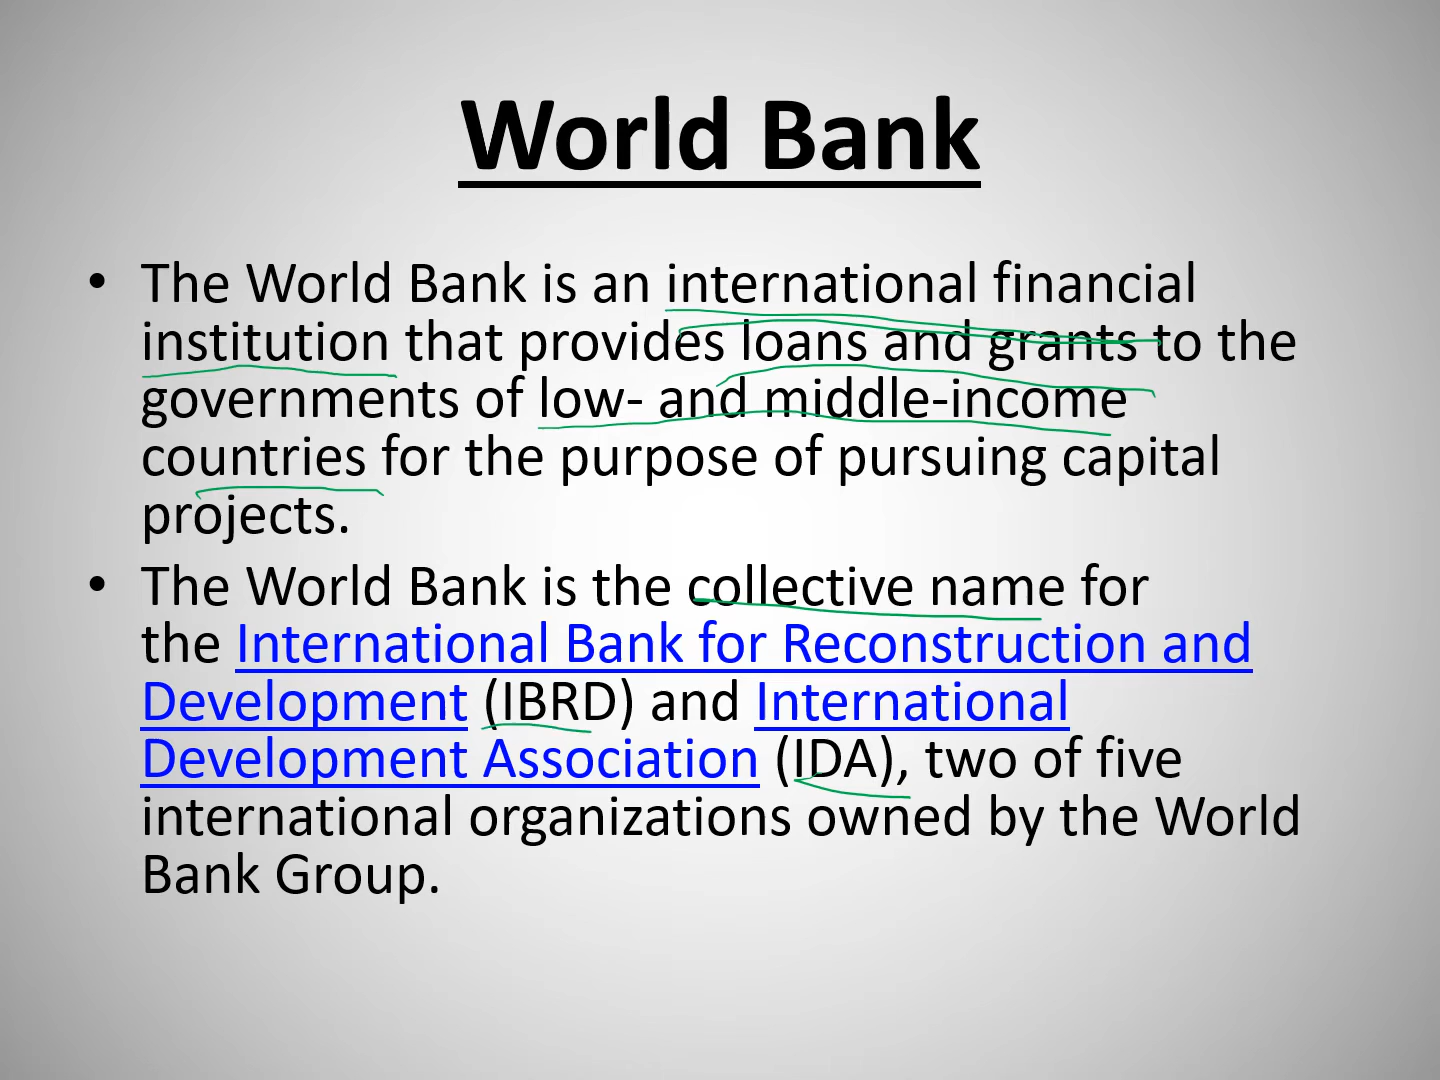 World Bank
• The World Bank is an international financial
institution that provides loans and grants to the
governments of low- and middle-income
countries for the purpose of pursuing capital
projects.
• The World Bank is the collective name for
the International Bank for Reconstruction and
Development (IBRD) and International
Development Association (IDA), two of five
international organizations owned by the World
Bank Group.